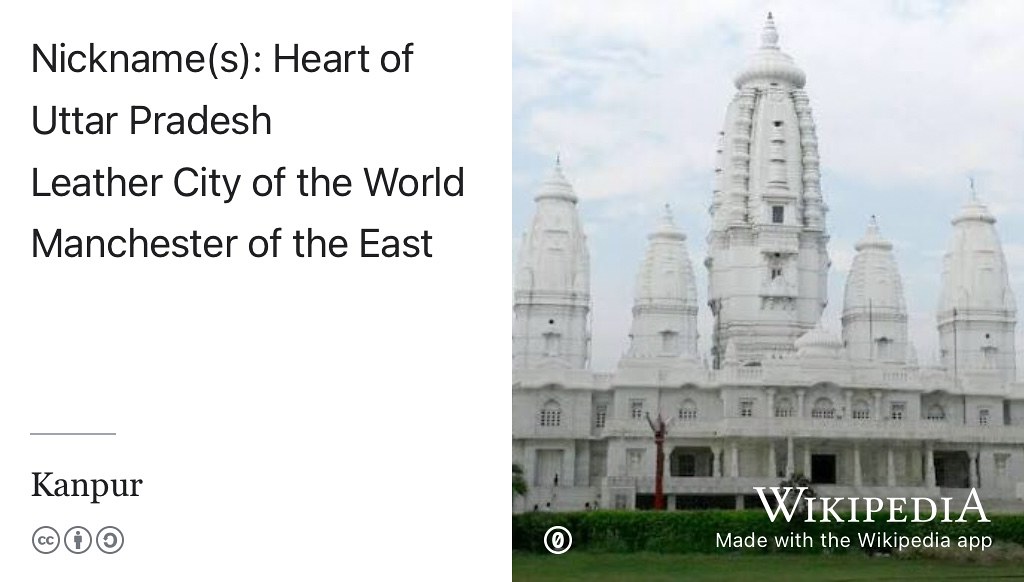 Nickname(s): Heart of
Uttar Pradesh
Leather City of the World
Manchester of the East
Kanpur
cc
WIKIPEDIA
Made with the Wikipedia app